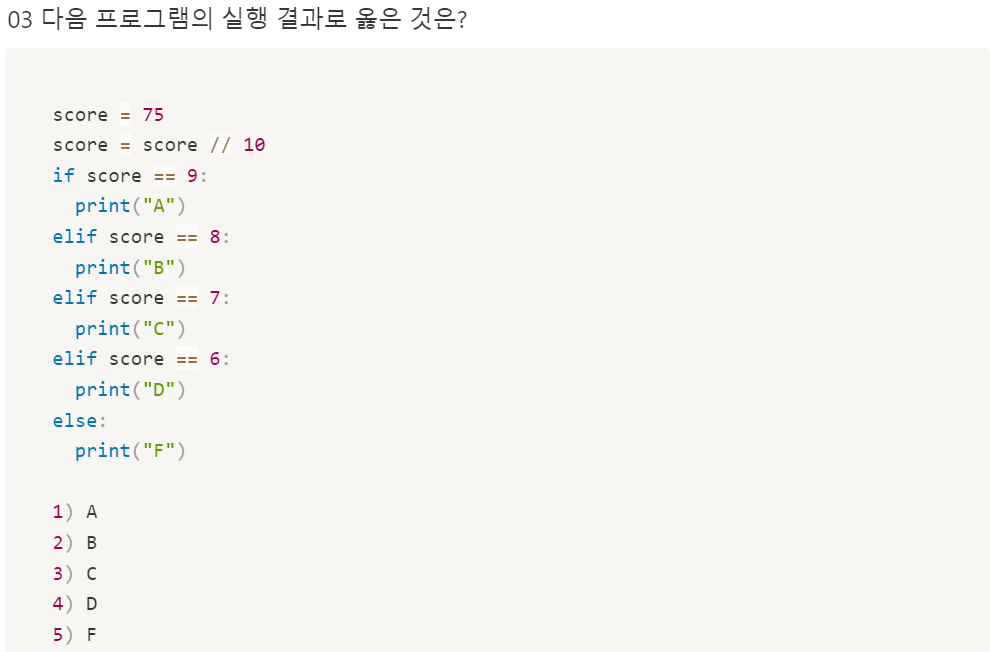 03 다음 프로그램의 실행 결과로 옳은 것은?
score = 75
score = score // 10
if score == 9:
  print("A")
elif score == 8:
  print("B")
elif score == 7:
  print("C")
elif score == 6:
  print("D")
else:
  print("F")
1) A
2) B
3) C
4) D
5) F